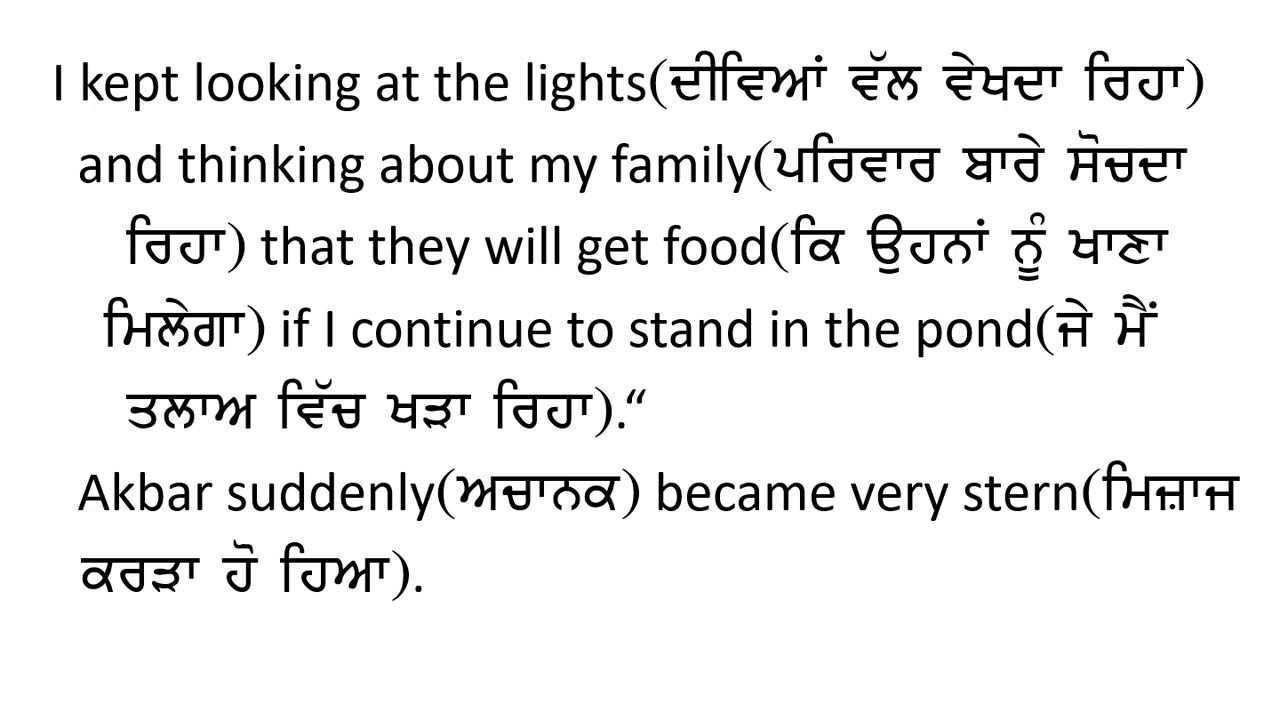 I kept looking at the lights(ਦੀਵਿਆਂ ਵੱਲ ਵੇਖਦਾ ਰਿਹਾ)
and thinking about my family(ਪਰਿਵਾਰ ਬਾਰੇ ਸੋਚਦਾ
ਰਿਹਾ) that they will get food(ਕਿ ਉਹਨਾਂ ਨੂੰ ਖਾਣਾ
ਮਿਲੇਗਾ) if I continue to stand in the pond(ਜੇ ਮੈਂ
ਤਲਾਅ ਵਿੱਚ ਖੜਾ ਰਿਹਾ).“
Akbar suddenly(ਅਚਾਨਕ) became very stern(ਮਿਜ਼ਾਜ
ਕਰੜਾ ਹੋ ਹਿਆ).